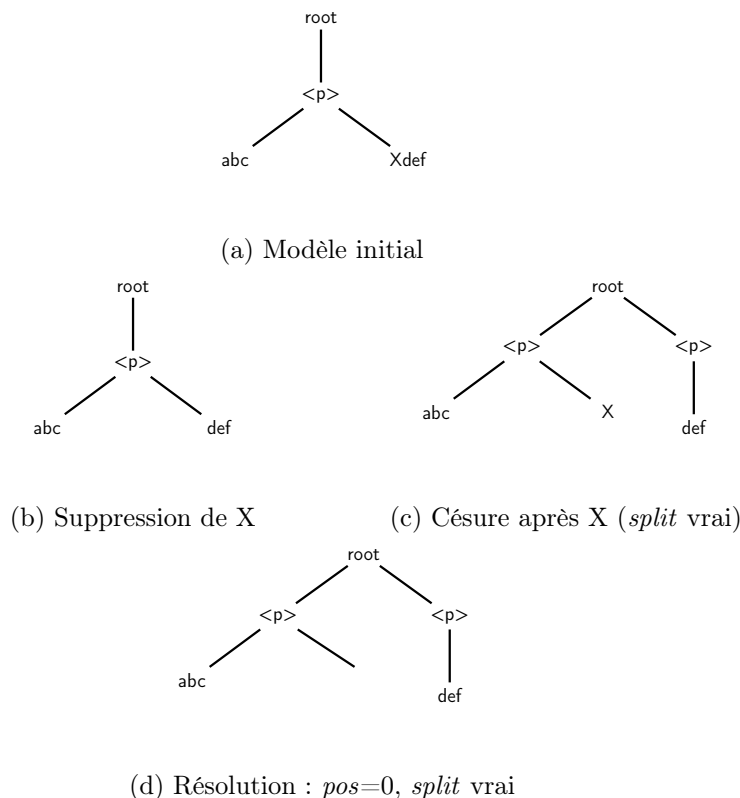 root
<p>
abc Xdef
(a) Modèle initial
root root
<p> <p> <p>
abc def abc X def
(b) Suppression de X (c) Césure après X (split vrai)
root
<p> <p>
abc def
(d) Résolution : pos=0, split vrai